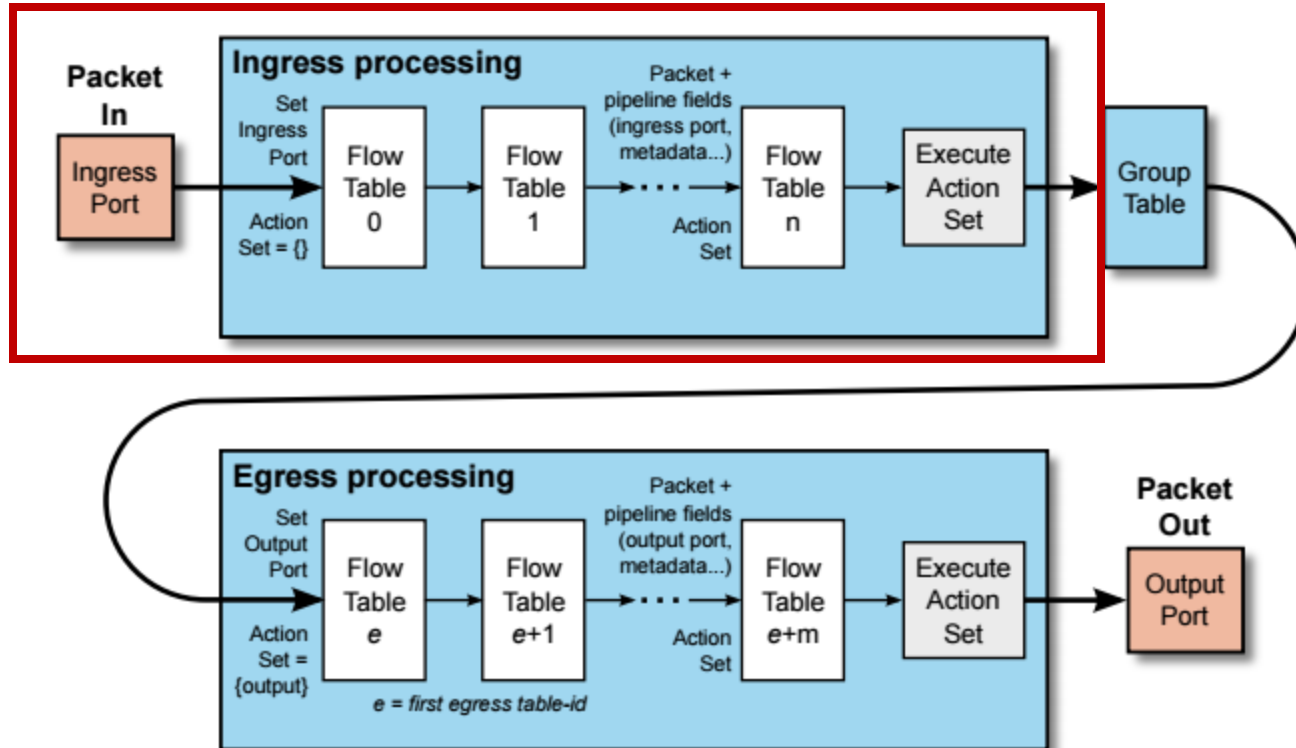 Packet
In
Ingress
Port
Ingress processing
Set
Ingress
Port
Action
Set = {}
Flow
Table
0
Flow
Table
1
Packet +
pipeline fields
(ingress port,
metadata...)
Action
Set
Flow
Table
n
Execute
Action
Set
Group
Table
Egress processing
Set
Output
Port
Action
Set =
{output}
Flow
Table
e
Flow
Table
e+1
e = first egress table-id
Packet +
pipeline fields
(output port,
metadata...)
Action
Set
Flow
Table
e+m
Execute
Action
Set
Packet
Out
Output
Port